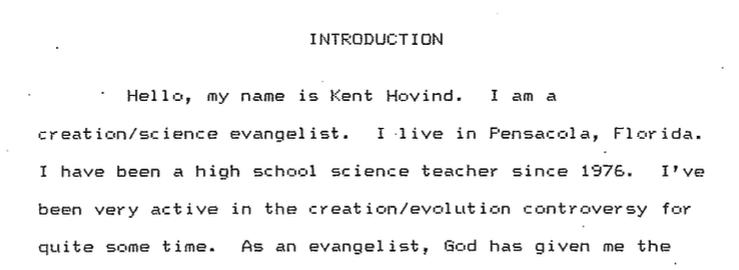 INTRODUCTION
Hello, my name is Kent Hovind. I am a
creation/science evangelist. I live in Pensacola, Florida.
I have been a high school science teacher since 1976. I've
been very active in the creation/evolution controversy for
quite some time. As an evangelist, God has given me the